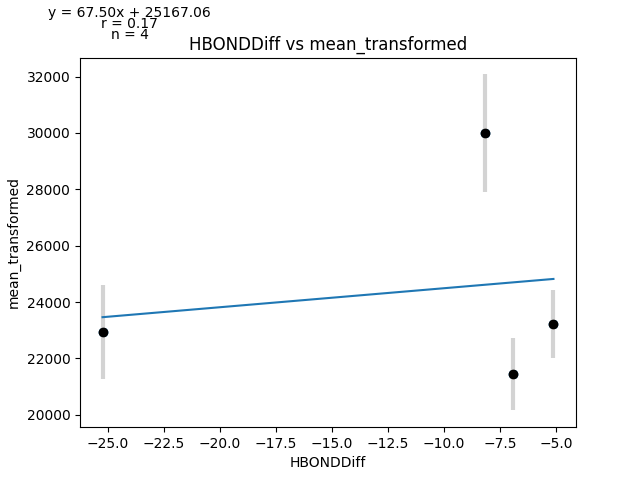 y = 67.50x + 25167.06
r = 0.17
n = 4
HBONDDiff vs mean_transformed
32000
30000
28000
26000
24000
22000
20000
mean_transformed
−25.0 −22.5 −20.0 −17.5 −15.0 −12.5 −10.0 −7.5 −5.0
HBONDDiff